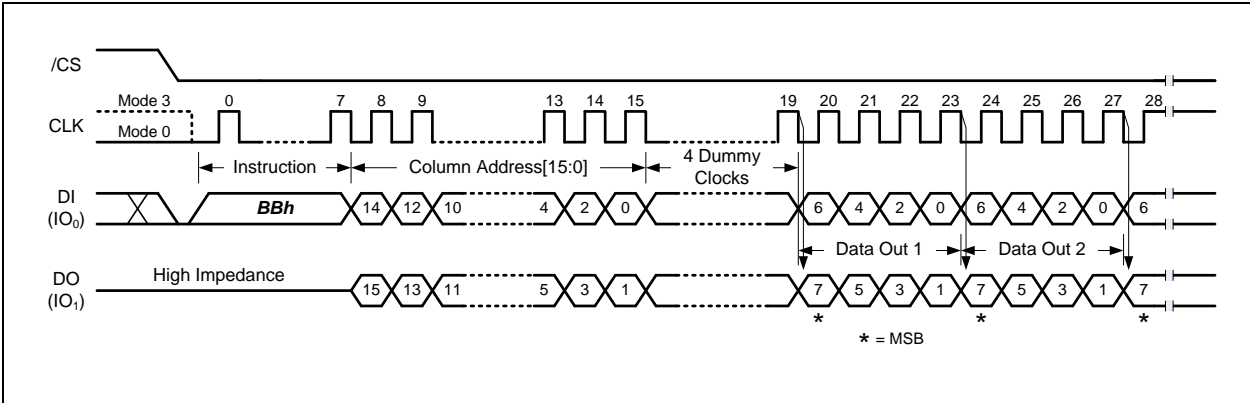 /CS
Mode 3 0 7 8 9 13 14 15 19 20 21 22 23 24 25 26 27 28
CLK
Mode 0
Instruction Column Address[15:0] 4 Dummy Clocks
DI (IO0) BBh 14 12 10 4 2 0 6 4 2 0 6 4 2 0 6
Data Out 1 Data Out 2
DO (IO1) High Impedance 15 13 11 5 3 1 7 5 3 1 7 5 3 1 7
* * *
* = MSB